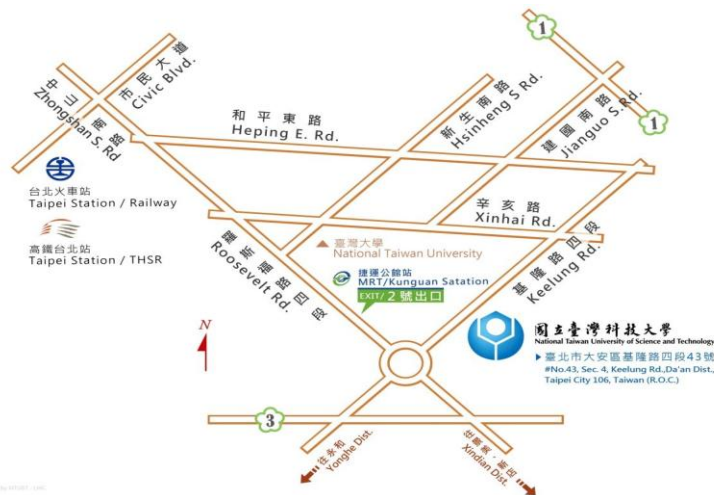 1
1
市民大道
Civic Blvd.
中山南路
Zhongshan S. Rd
和平東路
Heping E. Rd.
新生南路
Hsinheng S Rd.
建國南路
Jianguo S.Rd.
台北火車站
Taipei Station / Railway
高鐵台北站
Taipei Station / THSR
辛亥路
Xinhai Rd.
羅斯福路四段
Roosevelt Rd.
臺灣大學
National Taiwan University
捷運公館站
MRT/Kunguan Satation
EXIT/ 2 號出口
基隆路四段
Keelung Rd.
N
國立臺灣科技大學
National Taiwan University of Science and Technology
臺北市大安區基隆路四段43號
#No.43, Sec. 4, Keelung Rd.,Da'an Dist.,
Taipei City 106, Taiwan (R.O.C.)
3
往永和
Yonghe Dist.
Xindian Dist.